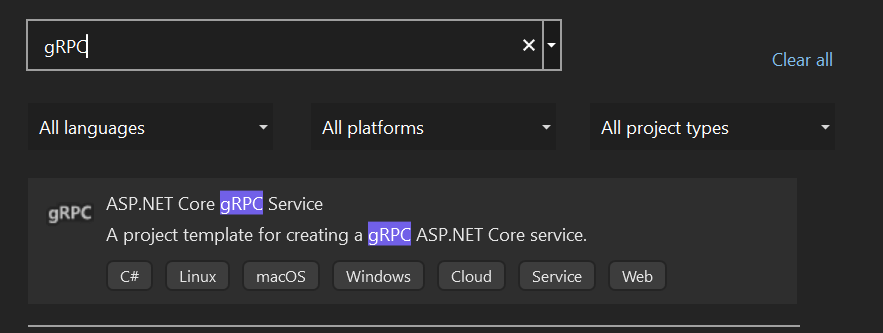 gRPC
Clear all
All languages All platforms All project types
gRPC ASP.NET Core gRPC Service
A project template for creating a gRPC ASP.NET Core service.
C# Linux macOS Windows Cloud Service Web